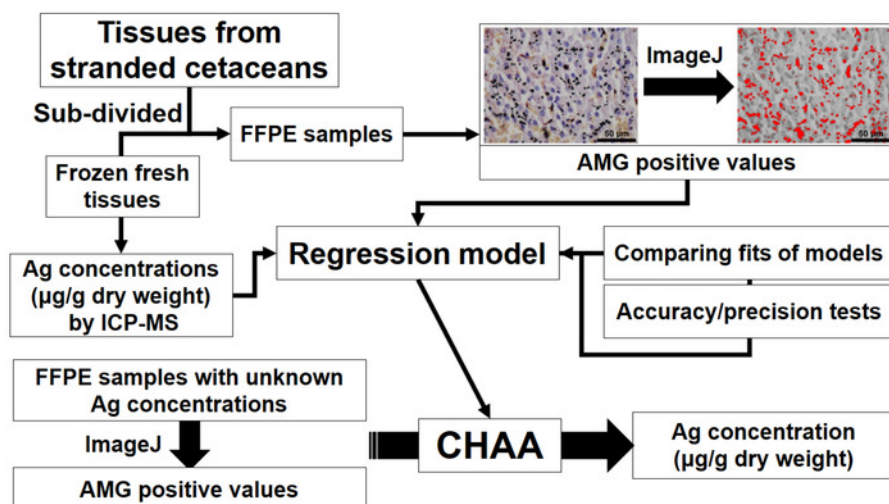 Tissues from
stranded cetaceans
Sub-divided
FFPE samples
ImageJ
50 µm
50 µm
AMG positive values
Frozen fresh
tissues
Regression model
Comparing fits of models
Accuracy/precision tests
Ag concentrations
(µg/g dry weight)
by ICP-MS
FFPE samples with unknown
Ag concentrations
ImageJ
AMG positive values
CHAA
Ag concentration
(µg/g dry weight)